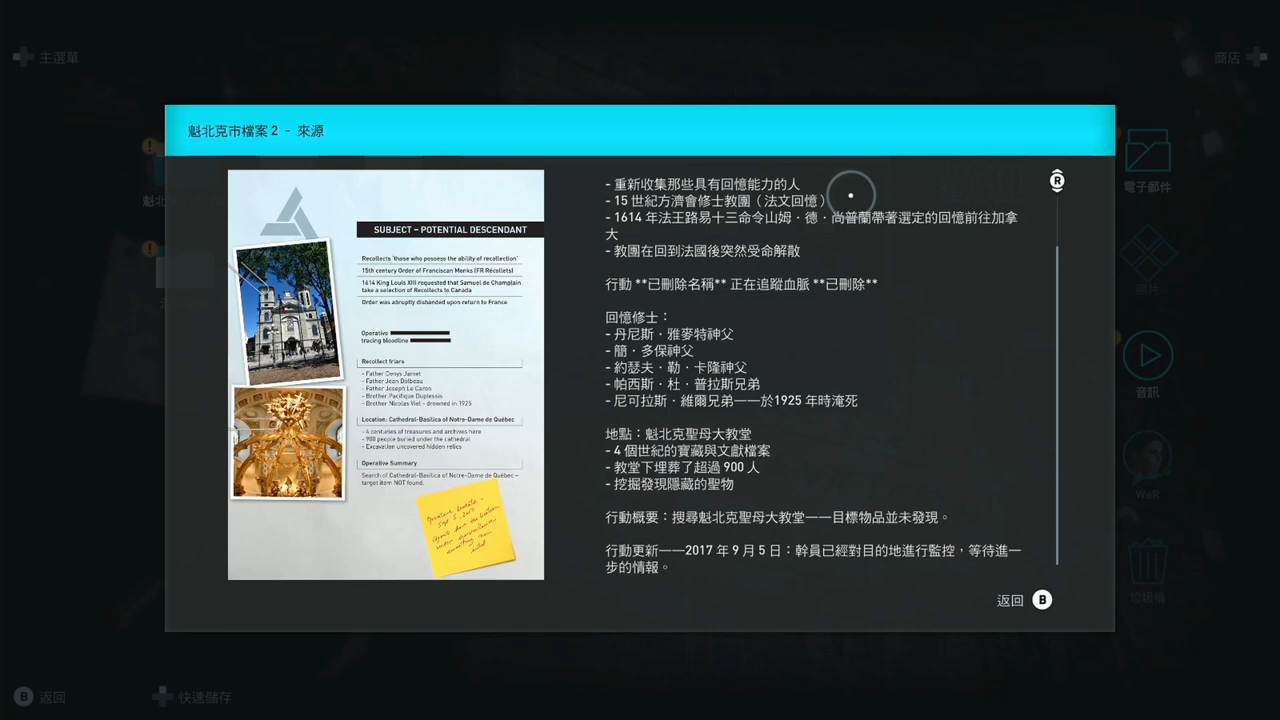 主選單
商店
魁北克市檔案 2 - 來源
SUBJECT – POTENTIAL DESCENDANT
Recollects 'those who possess the ability of recollection'
15th century Order of Franciscan Monks (FR Récollets)
1614 King Louis XIII requested that Samuel de Champlain
take a selection of Recollects to Canada
Order was abruptly disbanded upon return to France
Operative
tracing bloodline
Recollect friars
- Father Denys Jamet
- Father Jean Dolbeau
- Father Joseph Le Caron
- Brother Pacifique Duplessis
- Brother Nicolas Viel - drowned in 1925
Location: Cathedral-Basilica of Notre-Dame de Québec
- 4 centuries of treasures and archives here
- 900 people buried under the cathedral
- Excavation uncovered hidden relics
Operative Summary
Search of Cathedral-Basilica of Notre-Dame de Québec –
target item NOT found.
Operative Update -
Sept 5, 2017
Agents have the location
under surveillance
awaiting new
intel
- 重新收集那些具有回憶能力的人
- 15 世紀方濟會修士教團（法文回憶）
- 1614 年法王路易十三命令山姆．德．尚普蘭帶著選定的回憶前往加拿
大
- 教團在回到法國後突然受命解散
行動 **已刪除名稱** 正在追蹤血脈 **已刪除**
回憶修士：
- 丹尼斯．雅麥特神父
- 簡．多保神父
- 約瑟夫．勒．卡隆神父
- 帕西斯．杜．普拉斯兄弟
- 尼可拉斯．維爾兄弟——於1925 年時淹死
地點：魁北克聖母大教堂
- 4 個世紀的寶藏與文獻檔案
- 教堂下埋葬了超過 900 人
- 挖掘發現隱藏的聖物
行動概要：搜尋魁北克聖母大教堂——目標物品並未發現。
行動更新——2017 年 9 月 5 日：幹員已經對目的地進行監控，等待進一
步的情報。
R
返回 B
電子郵件
照片
音訊
WeR
垃圾桶
B 返回
快速儲存